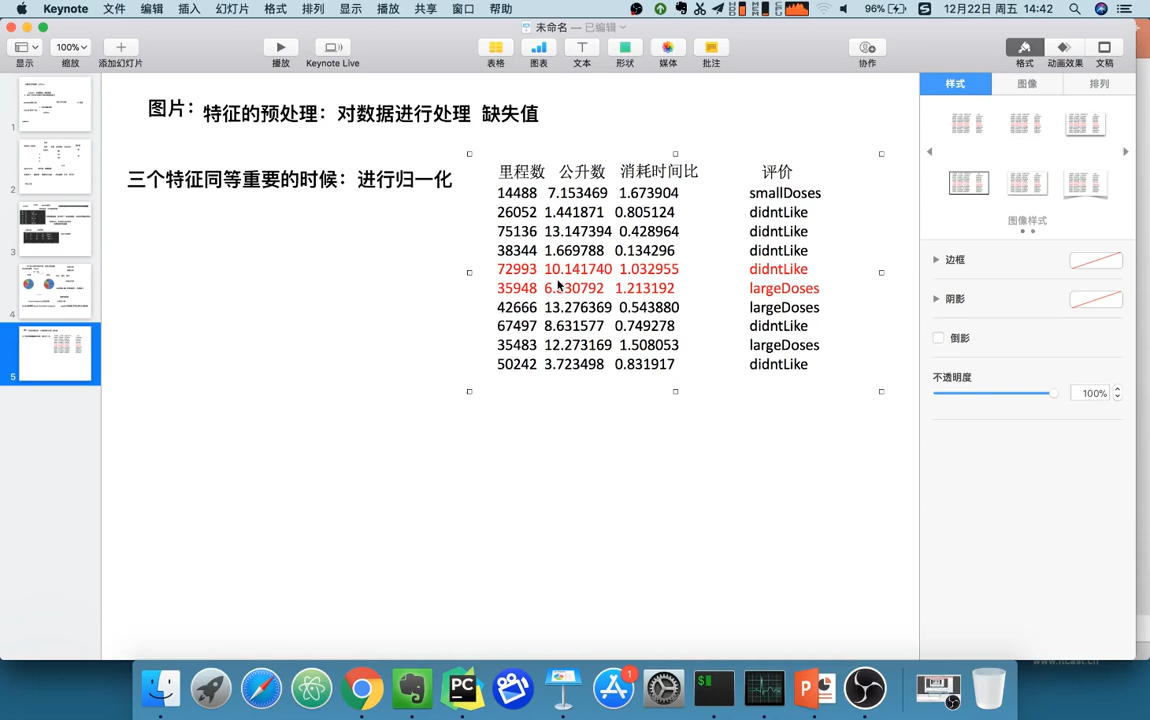 Keynote 文件 编辑 插入 幻灯片 格式 排列 显示 播放 共享 窗口 帮助 96% 12月22日 周五 14:42
未命名 — 已编辑
100%
显示 缩放 添加幻灯片 播放 Keynote Live 表格 图表 文本 形状 媒体 批注 协作 格式 动画效果 文稿
样式 图像 排列
图片：特征的预处理：对数据进行处理 缺失值
三个特征同等重要的时候：进行归一化
里程数 公升数 消耗时间比 评价
14488 7.153469 1.673904 smallDoses
26052 1.441871 0.805124 didntLike
75136 13.147394 0.428964 didntLike
38344 1.669788 0.134296 didntLike
72993 10.141740 1.032955 didntLike
35948 6.830792 1.213192 largeDoses
42666 13.276369 0.543880 largeDoses
67497 8.631577 0.749278 didntLike
35483 12.273169 1.508053 largeDoses
50242 3.723498 0.831917 didntLike
1
2
3
4
5
图像样式
边框
阴影
倒影
不透明度
100%
www.itcast.cn
PC
1
$
P